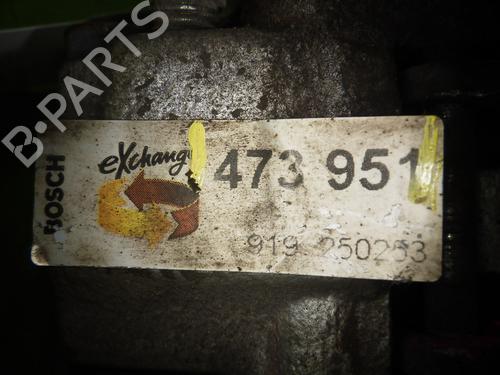 B-PARTS
BOSCH
eXchange
473 951
919 250253